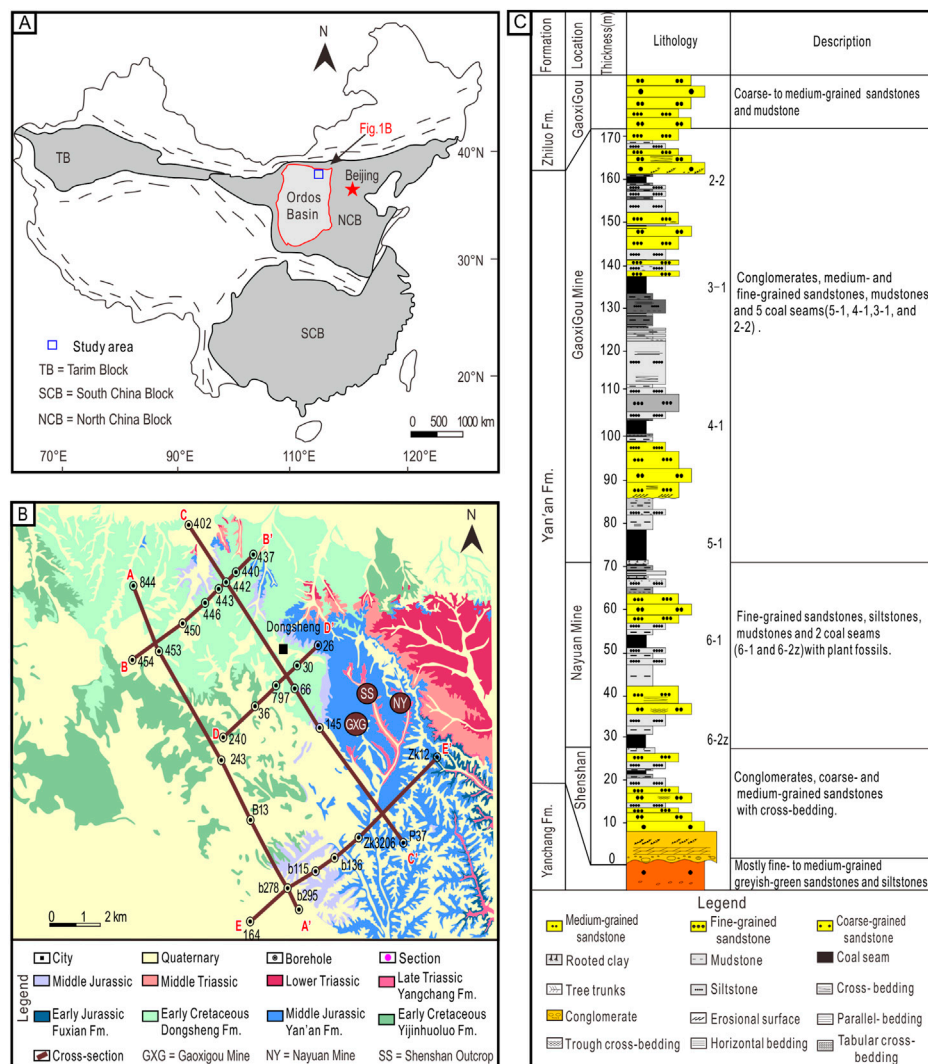 A
N
Fig.1B
40°N
TB
Beijing
Ordos
Basin
NCB
30°N
SCB
Study area
TB = Tarim Block
SCB = South China Block
20°N
NCB = North China Block
0 500 1000 km
70°E 90°E 110°E 120°E
B
N
C
402
B'
437
A
844
440
442
443
446
Dongsheng
D'
450
26
453
454
B
30
SS
NY
797
66
36
GXG
145
D
240
E'
Zk12
243
B13
P37
Zk3206
C'
b136
b115
b278
b295
E
164
A'
0 1 2 km
Legend
City
Quaternary
Borehole
Section
Middle Jurassic
Middle Triassic
Lower Triassic
Late Triassic
Yangchang Fm.
Early Jurassic
Fuxian Fm.
Early Cretaceous
Dongsheng Fm.
Middle Jurassic
Yan'an Fm.
Early Cretaceous
Yijinhuoluo Fm.
Cross-section
GXG = Gaoxigou Mine
NY = Nayuan Mine
SS = Shenshan Outcrop
C
Formation
Location
Thickness(m)
Lithology
Description
Zhiluo Fm.
GaoxiGou
Coarse- to medium-grained sandstones
and mudstone
170
160
2-2
150
140
3-1
GaoxiGou Mine
Conglomerates, medium- and
fine-grained sandstones, mudstones
and 5 coal seams(5-1, 4-1,3-1, and
2-2) .
130
120
110
4-1
100
90
Yan'an Fm.
80
5-1
70
Nayuan Mine
60
6-1
Fine-grained sandstones, siltstones,
mudstones and 2 coal seams
(6-1 and 6-2z)with plant fossils.
50
40
30
6-2z
Shenshan
20
Conglomerates, coarse- and
medium-grained sandstones
with cross-bedding.
Yanchang Fm.
10
0
Mostly fine- to medium-grained
greyish-green sandstones and siltstones
Legend
Medium-grained
sandstone
Fine-grained
sandstone
Coarse-grained
sandstone
Rooted clay
Mudstone
Coal seam
Tree trunks
Siltstone
Cross- bedding
Conglomerate
Erosional surface
Parallel- bedding
Trough cross-bedding
Horizontal bedding
Tabular
cross-bedding